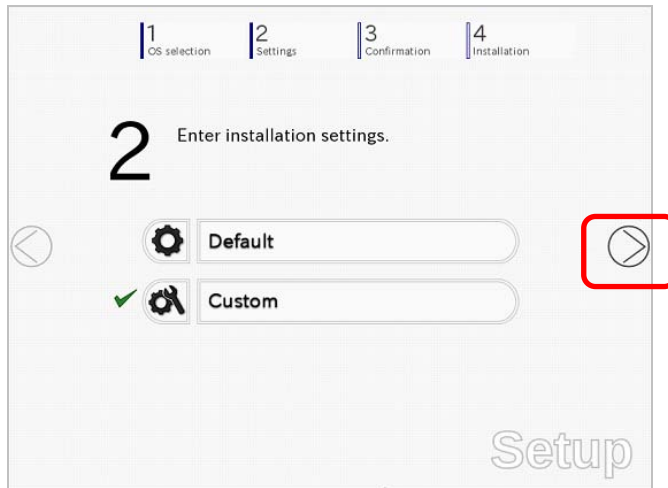 1
OS selection
2
Settings
3
Confirmation
4
Installation
2
Enter installation settings.
Default
Custom
Setup